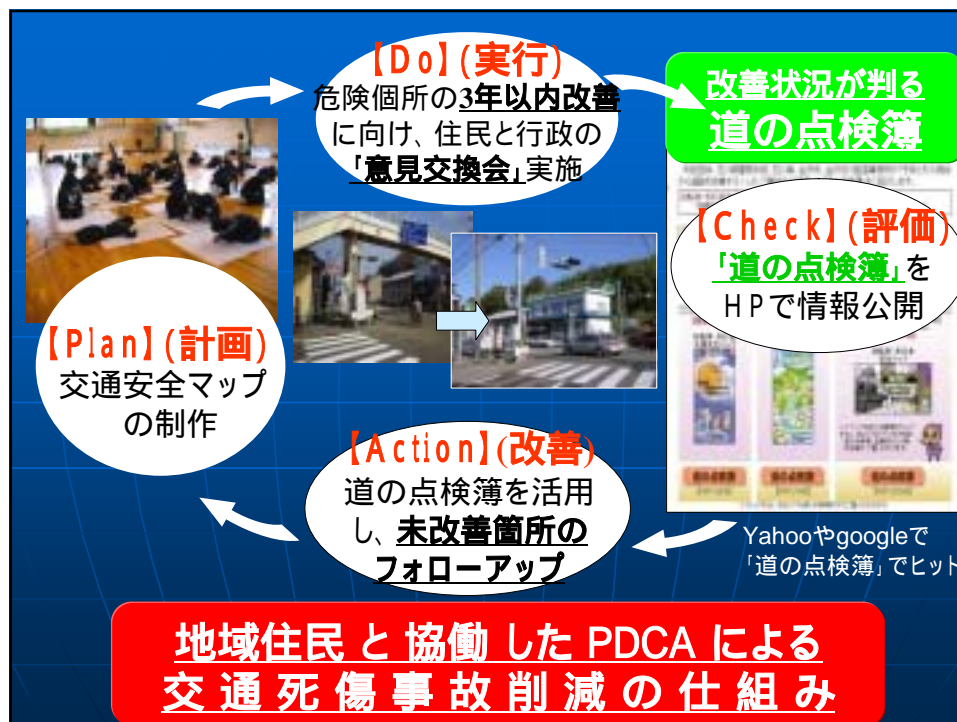 【Do】(実行)
危険個所の3年以内改善
に向け、住民と行政の
「意見交換会」実施
改善状況が判る
道の点検簿
【Check】(評価)
「道の点検簿」を
HPで情報公開
【Plan】(計画)
交通安全マップ
の制作
【Action】(改善)
道の点検簿を活用
し、未改善箇所の
フォローアップ
Yahooやgoogleで
「道の点検簿」でヒット
地域住民と協働したPDCAによる
交通死傷事故削減の仕組み